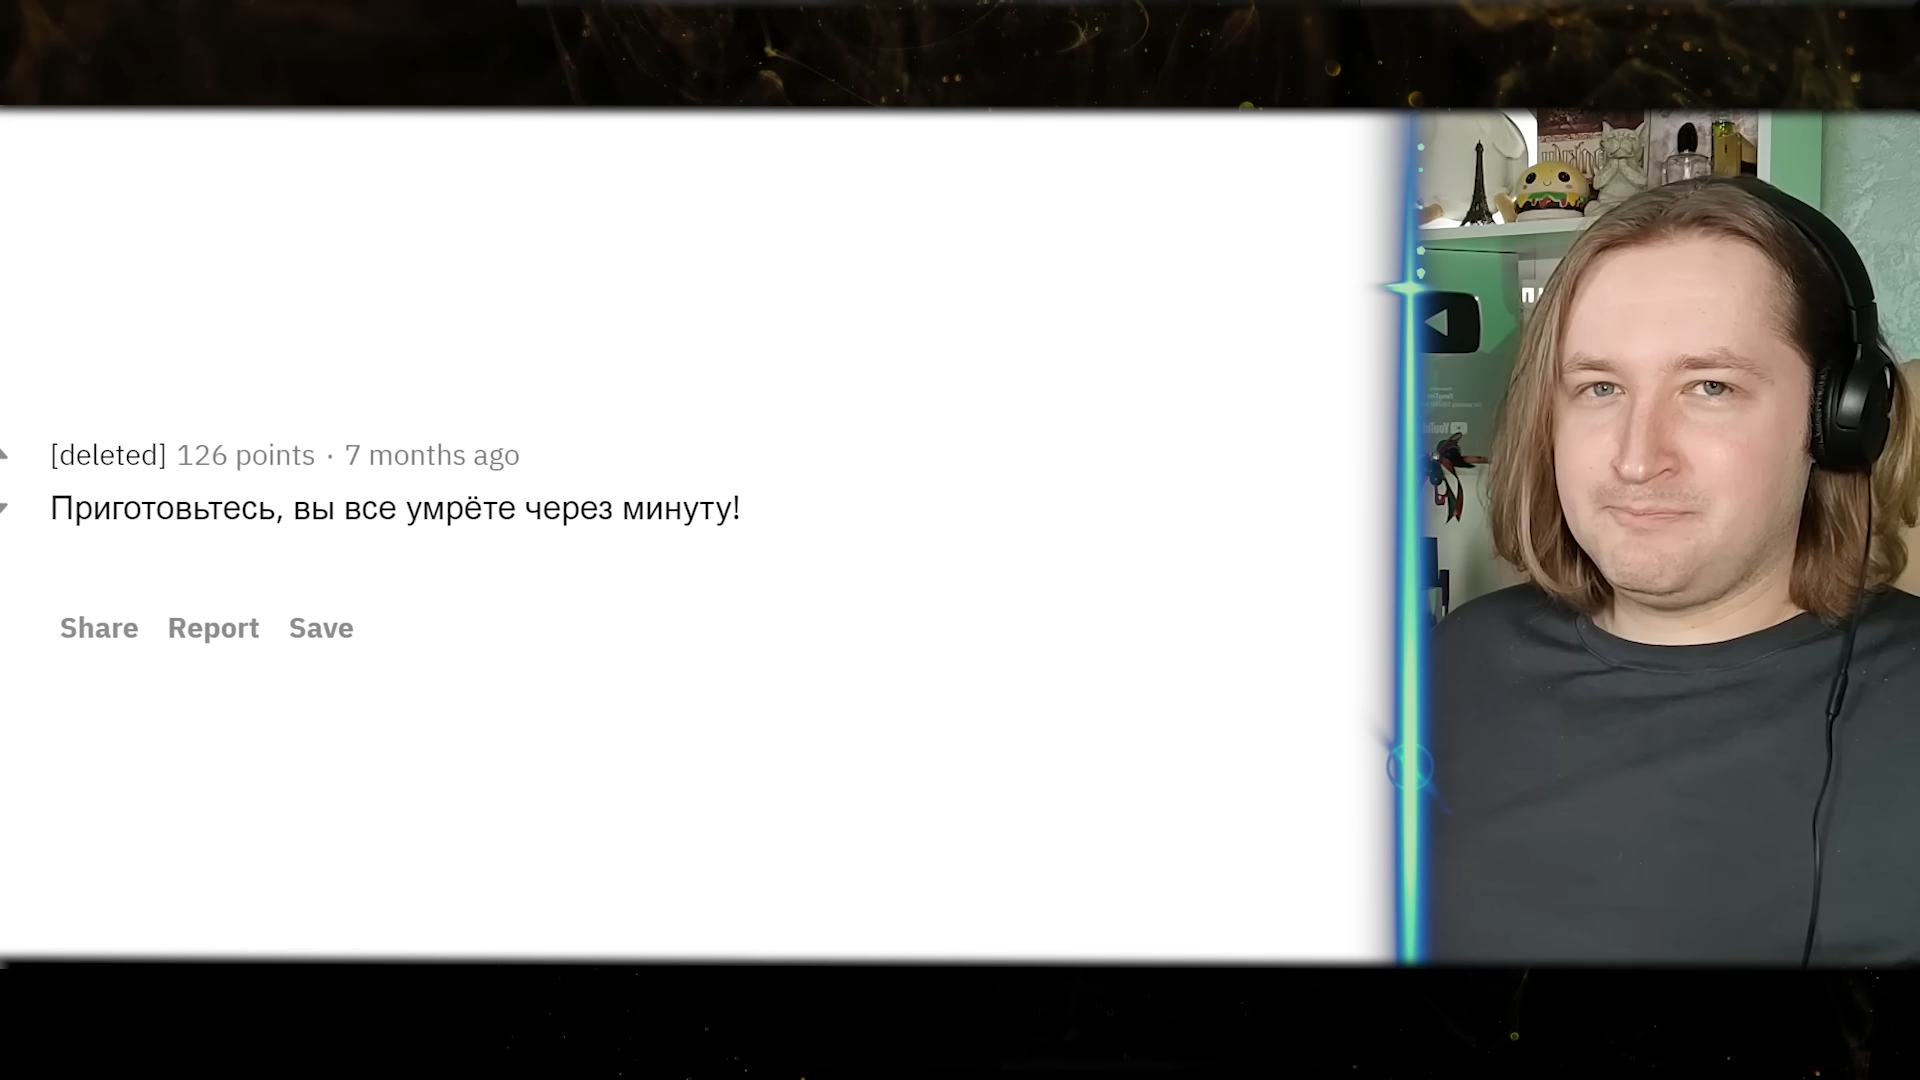 [deleted] 126 points · 7 months ago
Приготовьтесь, вы все умрёте через минуту!
Share Report Save